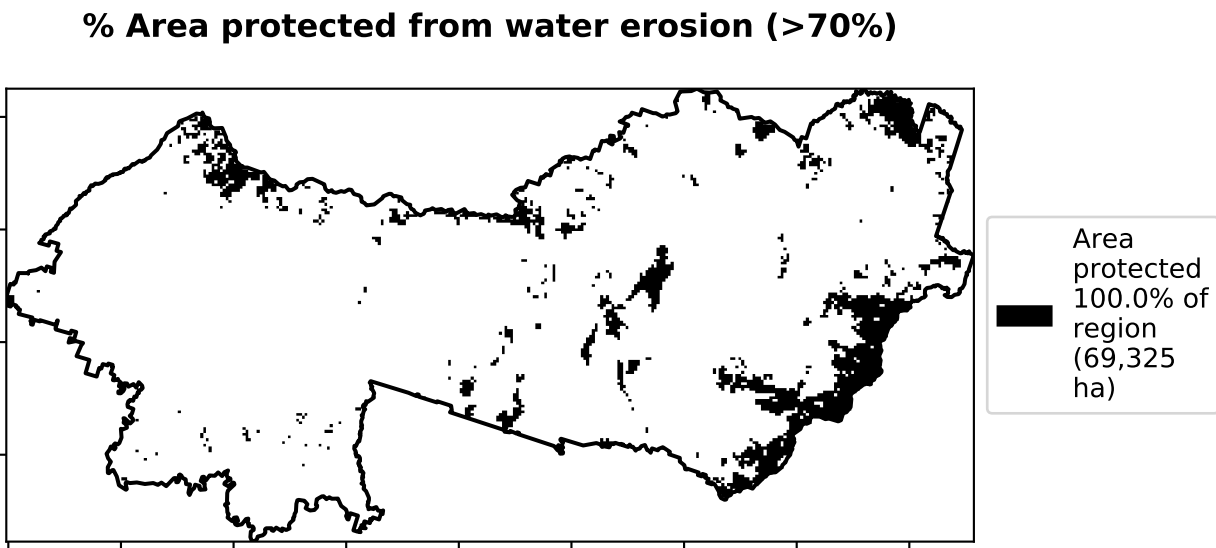 % Area protected from water erosion (>70%)
Area
protected
100.0% of
region
(69,325
ha)